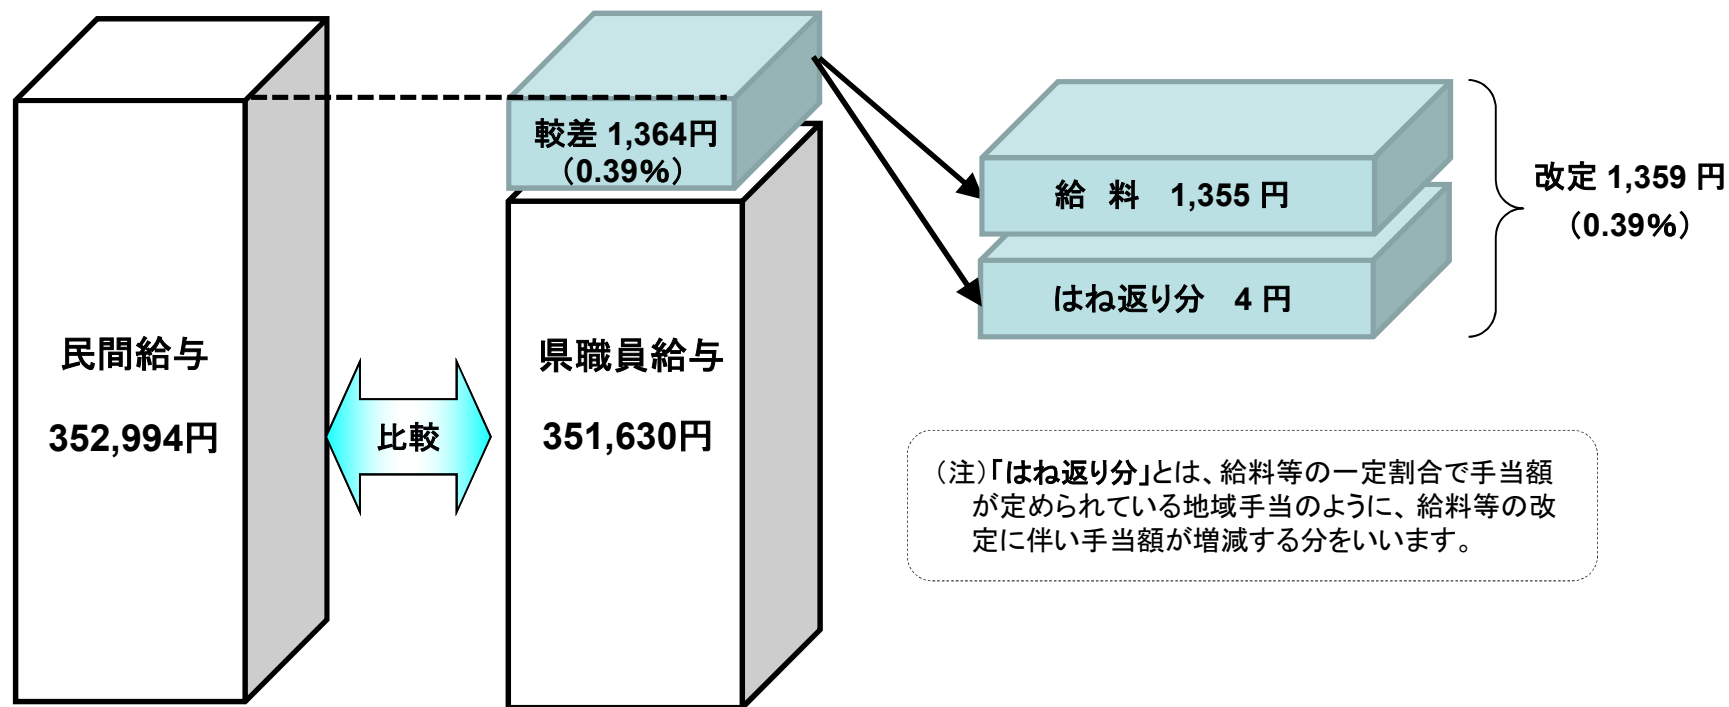 民間給与
352,994円
比較
較差 1,364円
（0.39%）
県職員給与
351,630円
給　料　1,355 円
はね返り分　4 円
改定 1,359 円
（0.39%）
（注）「はね返り分」とは、給料等の一定割合で手当額
が定められている地域手当のように、給料等の改
定に伴い手当額が増減する分をいいます。